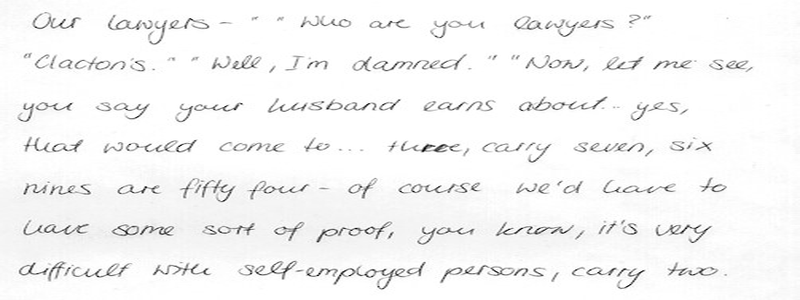 Our lawyers - " " Who are you lawyers ?"
"Clacton's. " " Well, I'm damned. " " Now, let me see,
you say your husband earns about... yes,
that would come to... three, carry seven, six
nines are fifty four - of course we'd have to
have some sort of proof, you know, it's very
difficult with self-employed persons, carry two.